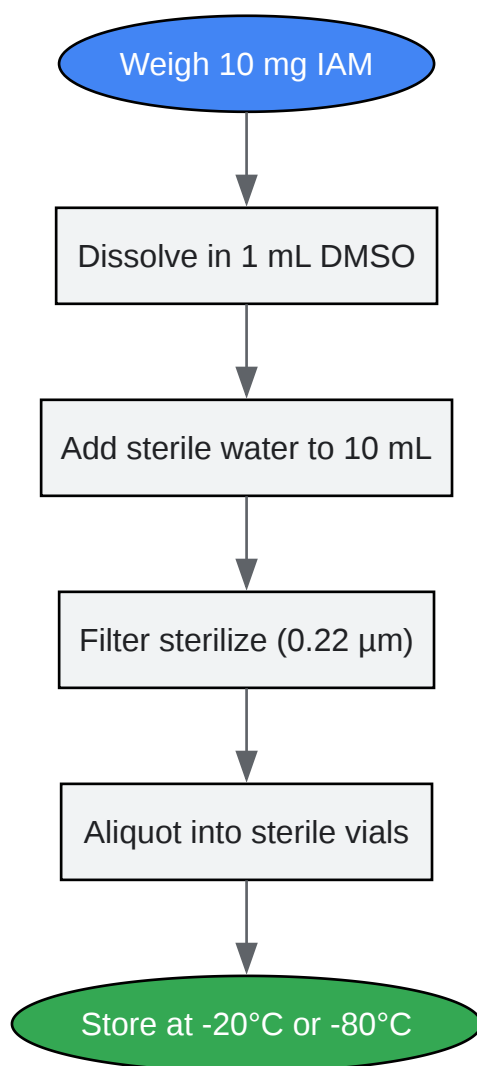 Weigh 10 mg IAM
Dissolve in 1 mL DMSO
Add sterile water to 10 mL
Filter sterilize (0.22 µm)
Aliquot into sterile vials
Store at -20°C or -80°C